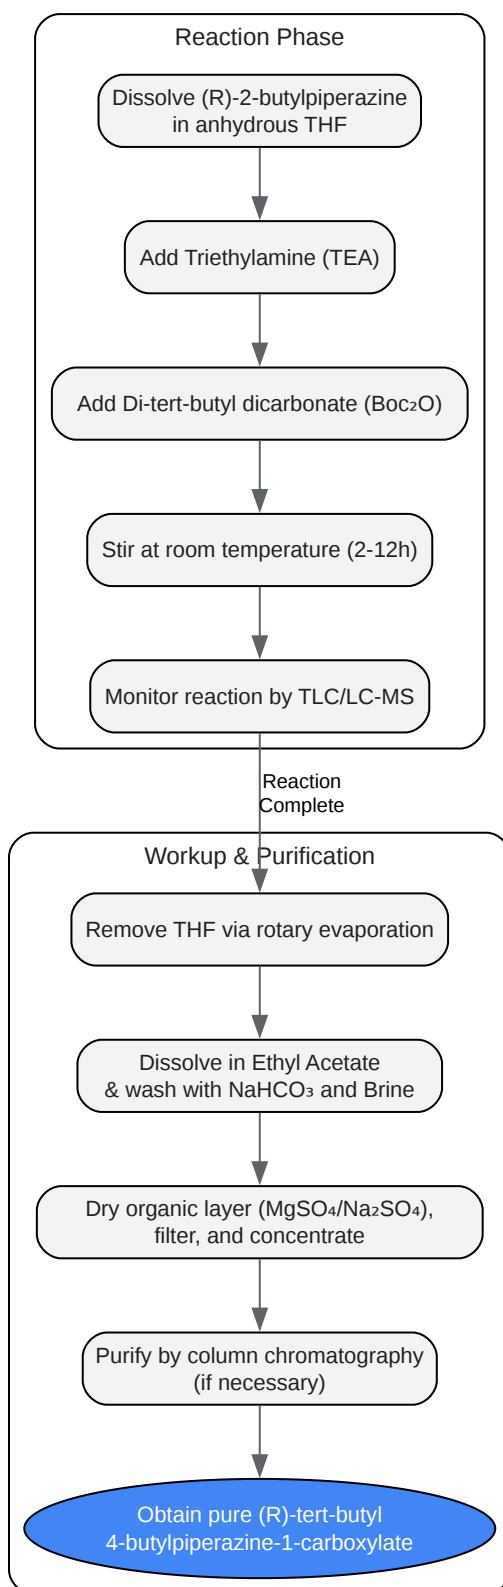 Reaction Phase
Dissolve (R)-2-butylpiperazine
in anhydrous THF
Add Triethylamine (TEA)
Add Di-tert-butyl dicarbonate (Boc₂O)
Stir at room temperature (2-12h)
Monitor reaction by TLC/LC-MS
Reaction
Complete
Workup & Purification
Remove THF via rotary evaporation
Dissolve in Ethyl Acetate
& wash with NaHCO₃ and Brine
Dry organic layer (MgSO₄/Na₂SO₄),
filter, and concentrate
Purify by column chromatography
(if necessary)
Obtain pure (R)-tert-butyl
4-butylpiperazine-1-carboxylate